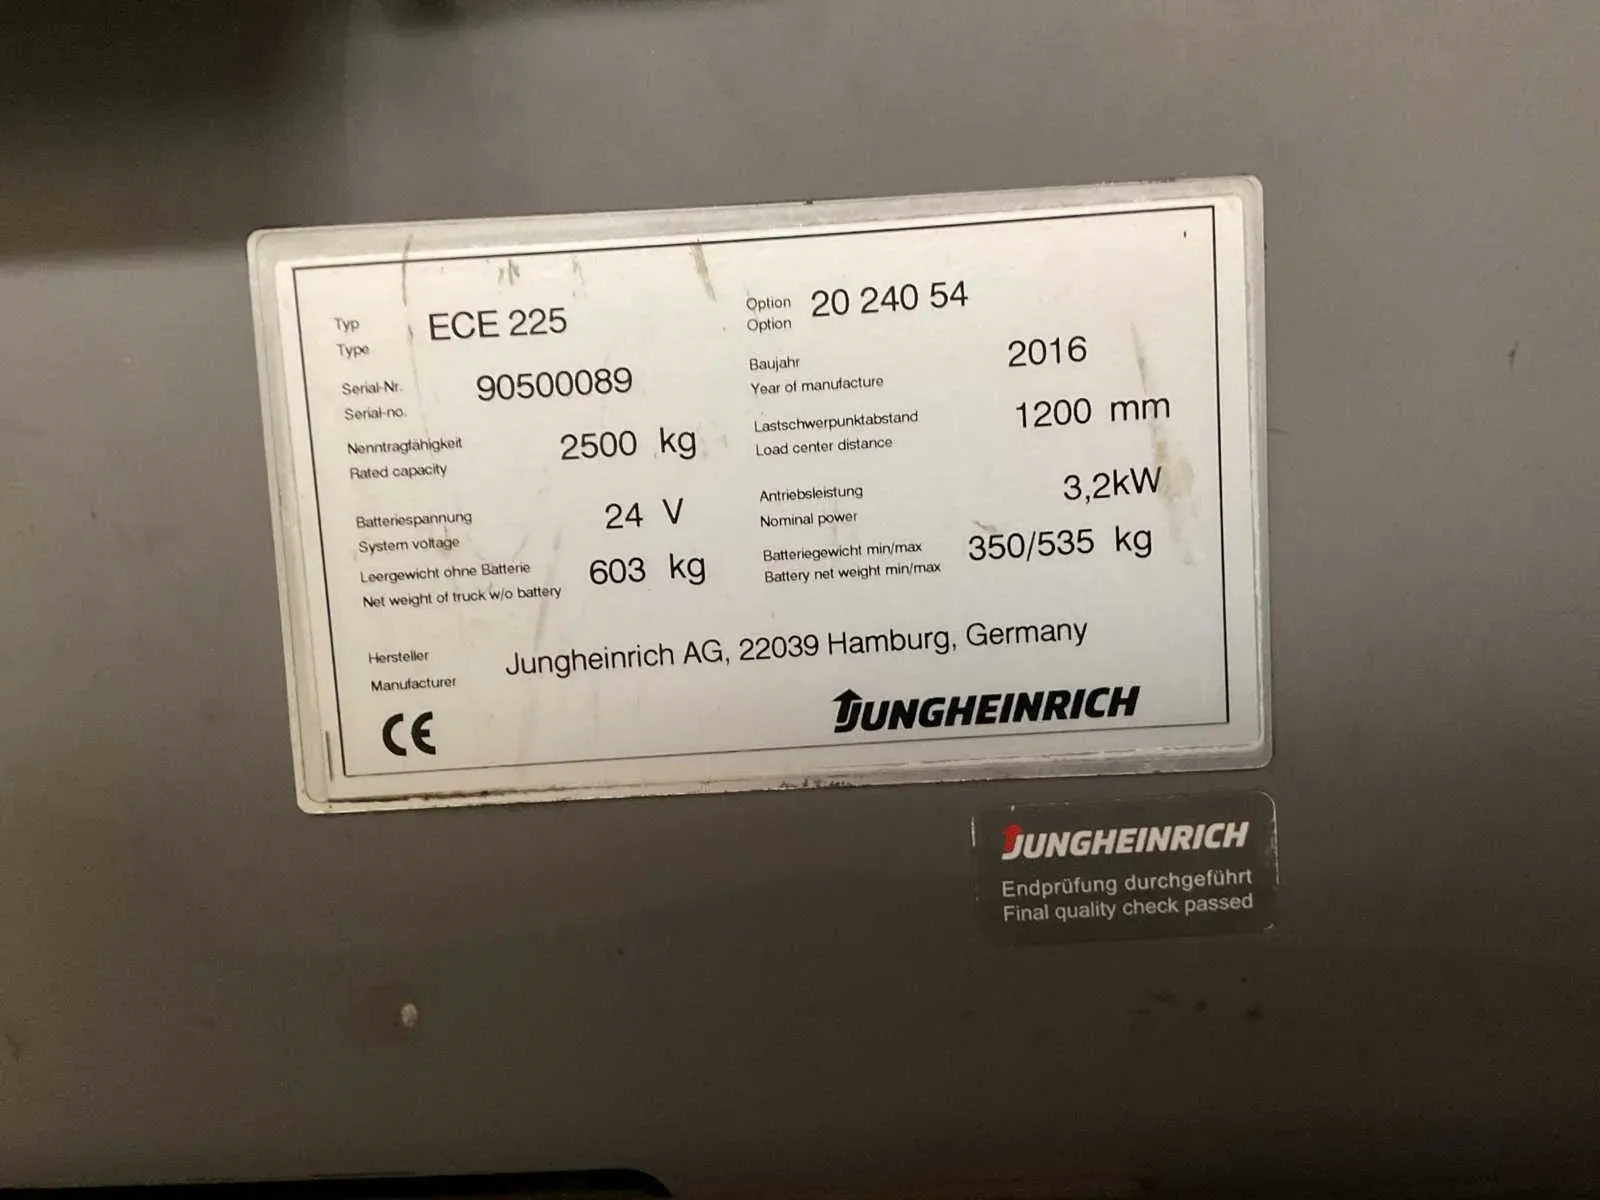 Typ ECE 225 Option 20 240 54
Type Option
Serial-Nr. 90500089 Baujahr 2016
Serial-no. Year of manufacture
Nenntragfähigkeit 2500 kg Lastschwerpunktabstand 1200 mm
Rated capacity Load center distance
Batteriespannung 24 V Antriebsleistung 3,2kW
System voltage Nominal power
Leergewicht ohne Batterie 603 kg Batteriegewicht min/max 350/535 kg
Net weight of truck w/o battery Battery net weight min/max
Hersteller Jungheinrich AG, 22039 Hamburg, Germany
Manufacturer
CE JUNGHEINRICH
JUNGHEINRICH
Endprüfung durchgeführt
Final quality check passed